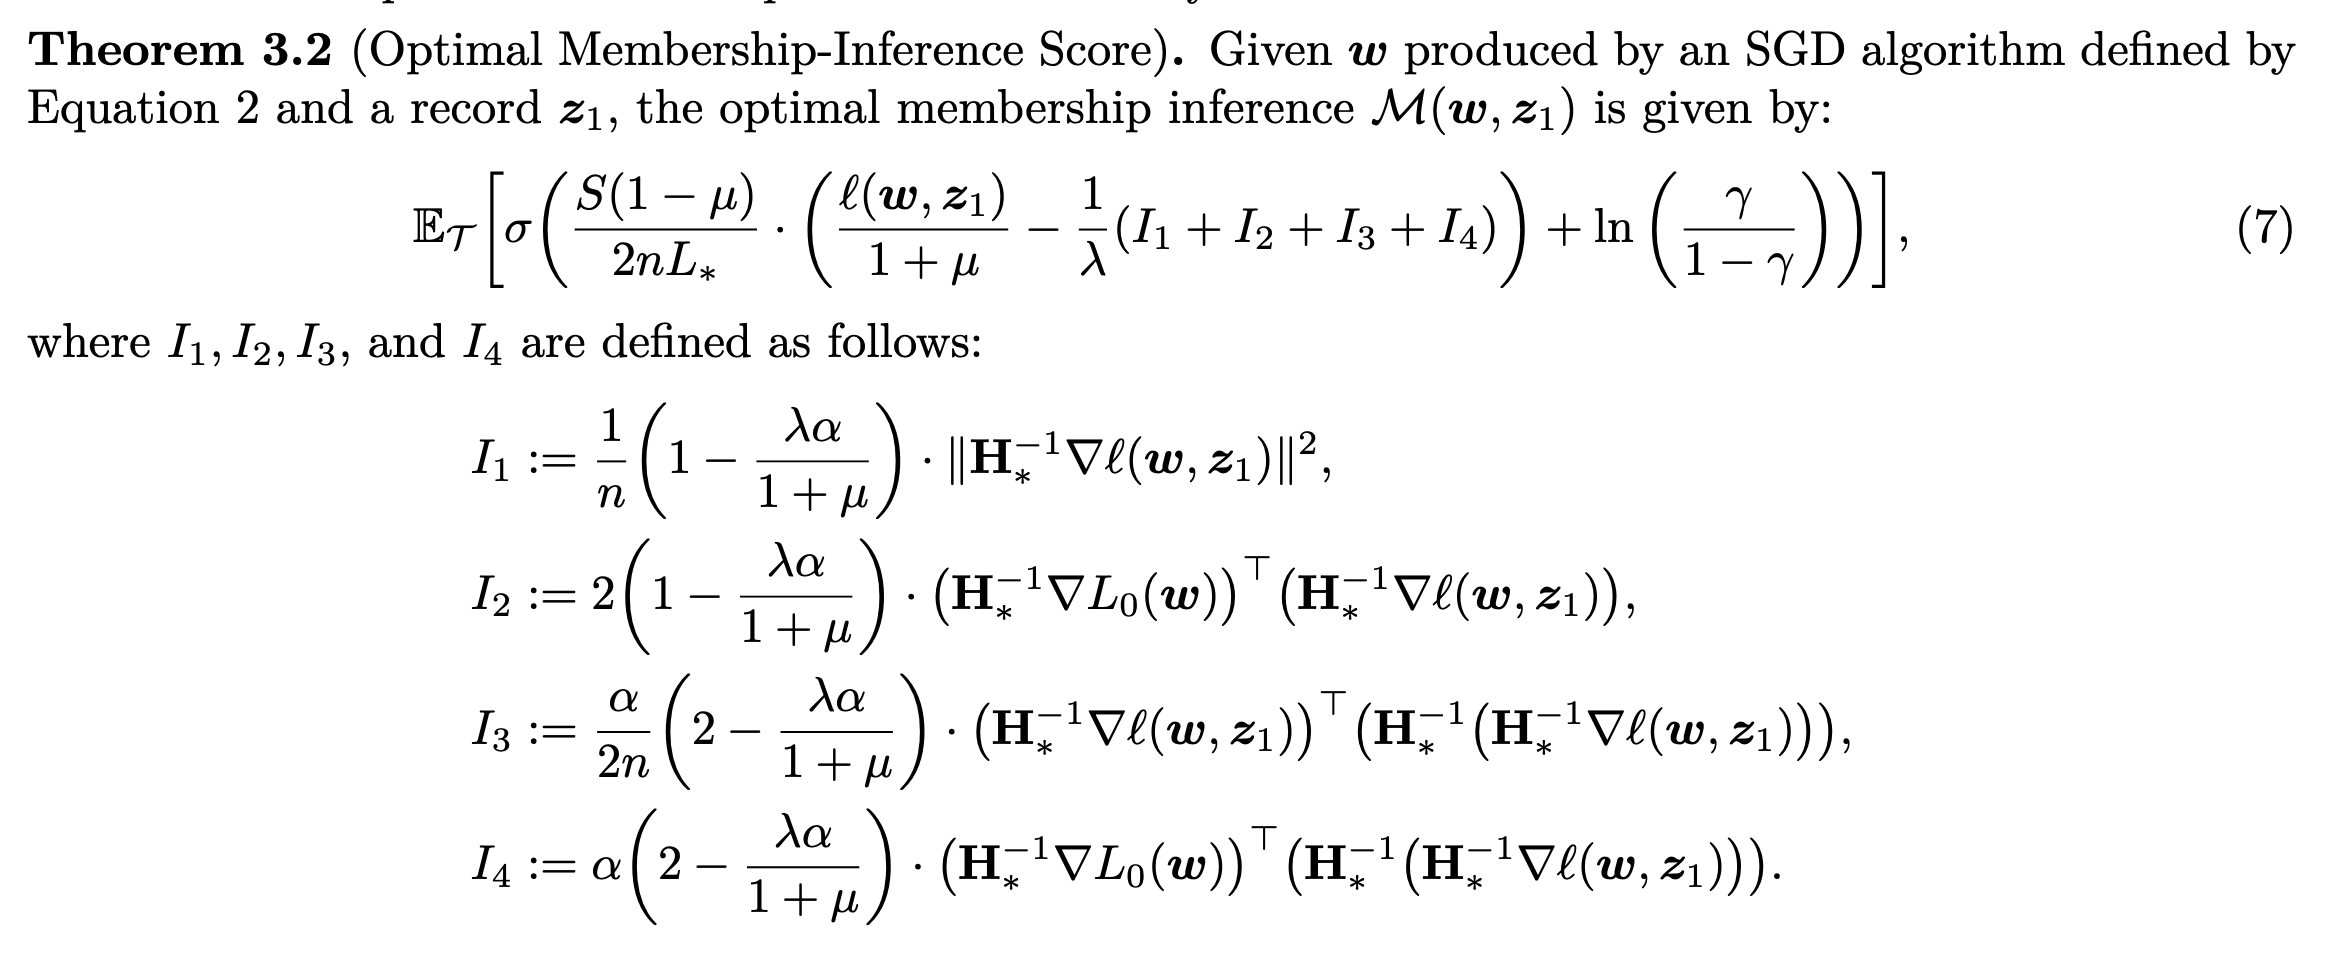 Theorem 3.2 (Optimal Membership-Inference Score). Given $\boldsymbol{w}$ produced by an SGD algorithm defined by
Equation 2 and a record $\boldsymbol{z}_1$, the optimal membership inference $\mathcal{M}(\boldsymbol{w}, \boldsymbol{z}_1)$ is given by:
$$\mathbb{E}_{\mathcal{T}}\left[\sigma\left(\frac{S(1-\mu)}{2nL_*} \cdot \left(\frac{\ell(\boldsymbol{w}, \boldsymbol{z}_1)}{1+\mu} - \frac{1}{\lambda}(I_1 + I_2 + I_3 + I_4)\right) + \ln\left(\frac{\gamma}{1-\gamma}\right)\right)\right], \quad (7)$$
where $I_1, I_2, I_3$, and $I_4$ are defined as follows:
$$I_1 := \frac{1}{n}\left(1 - \frac{\lambda\alpha}{1+\mu}\right) \cdot \|\mathbf{H}_*^{-1}\nabla\ell(\boldsymbol{w}, \boldsymbol{z}_1)\|^2,$$
$$I_2 := 2\left(1 - \frac{\lambda\alpha}{1+\mu}\right) \cdot \left(\mathbf{H}_*^{-1}\nabla L_0(\boldsymbol{w})\right)^\top \left(\mathbf{H}_*^{-1}\nabla\ell(\boldsymbol{w}, \boldsymbol{z}_1)\right),$$
$$I_3 := \frac{\alpha}{2n}\left(2 - \frac{\lambda\alpha}{1+\mu}\right) \cdot \left(\mathbf{H}_*^{-1}\nabla\ell(\boldsymbol{w}, \boldsymbol{z}_1)\right)^\top \left(\mathbf{H}_*^{-1}\left(\mathbf{H}_*^{-1}\nabla\ell(\boldsymbol{w}, \boldsymbol{z}_1)\right)\right),$$
$$I_4 := \alpha\left(2 - \frac{\lambda\alpha}{1+\mu}\right) \cdot \left(\mathbf{H}_*^{-1}\nabla L_0(\boldsymbol{w})\right)^\top \left(\mathbf{H}_*^{-1}\left(\mathbf{H}_*^{-1}\nabla\ell(\boldsymbol{w}, \boldsymbol{z}_1)\right)\right).$$